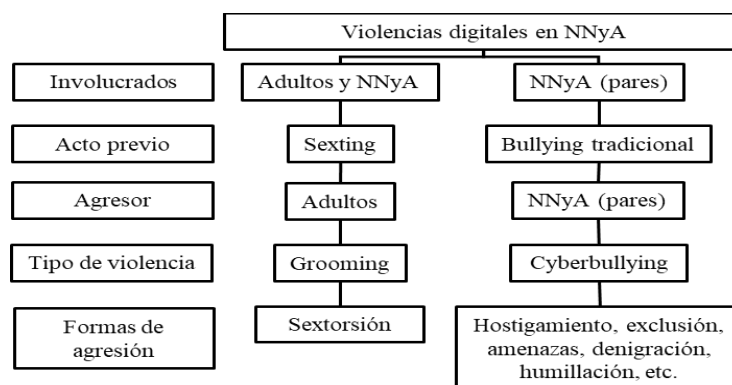 Violencias digitales en NNyA
Involucrados
Adultos y NNyA
NNyA (pares)
Acto previo
Sexting
Bullying tradicional
Agresor
Adultos
NNyA (pares)
Tipo de violencia
Grooming
Cyberbullying
Formas de
agresión
Sextorsión
Hostigamiento, exclusión,
amenazas, denigración,
humillación, etc.